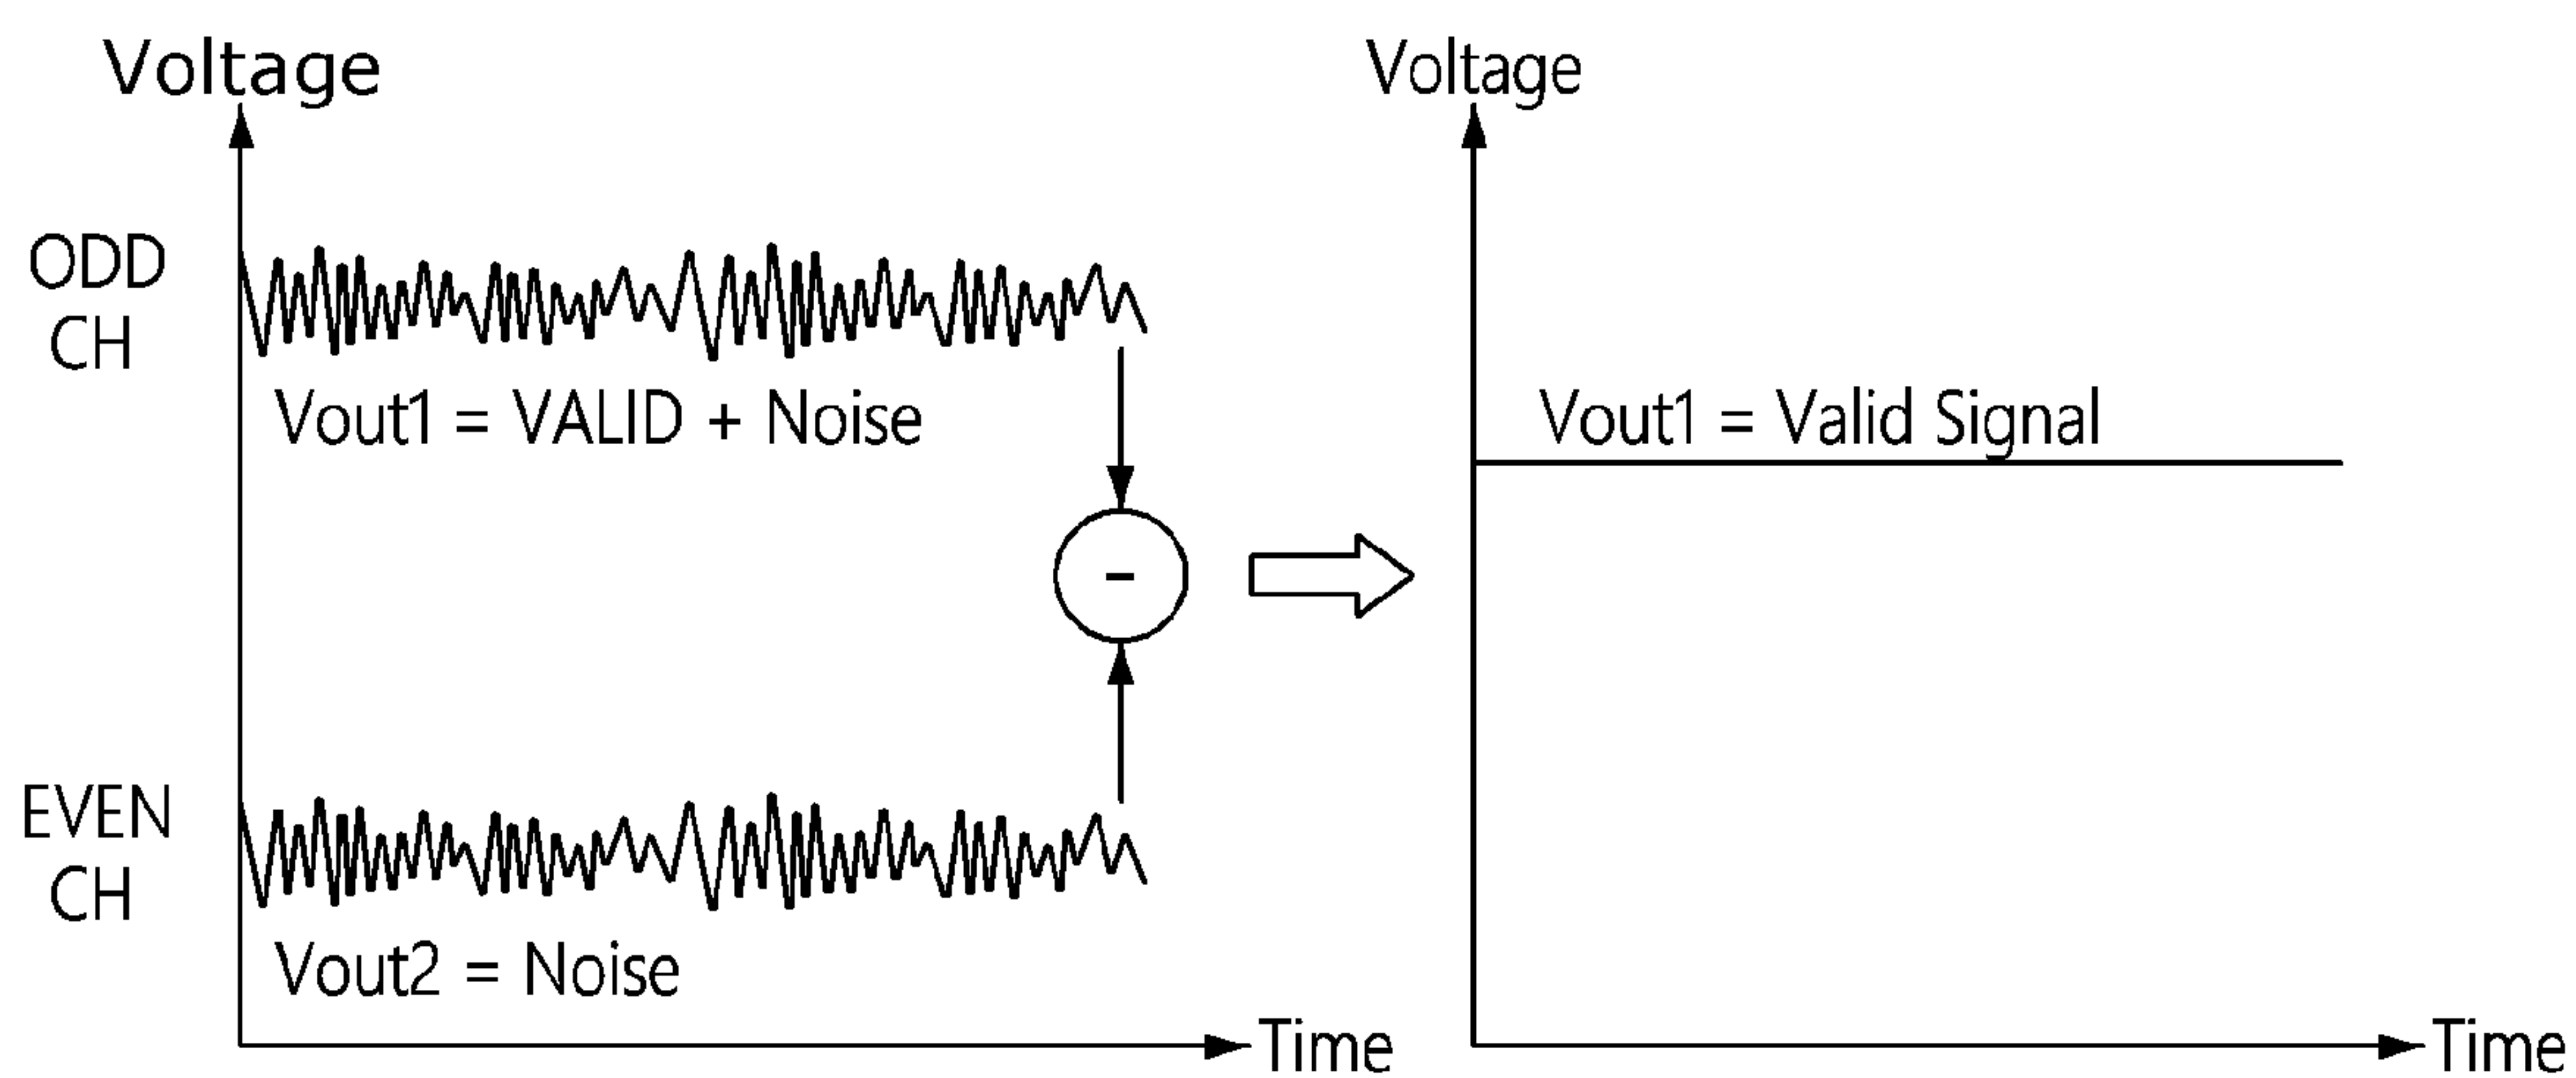 Voltage
ODD
CH
Vout1 = VALID + Noise
-
EVEN
CH
Vout2 = Noise
Time
Voltage
Vout1 = Valid Signal
Time